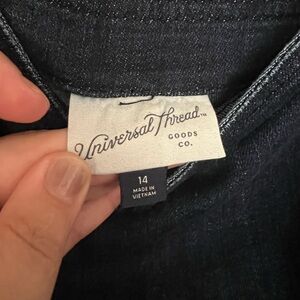 Universal Thread™
GOODS
CO.
14
MADE IN
VIETNAM